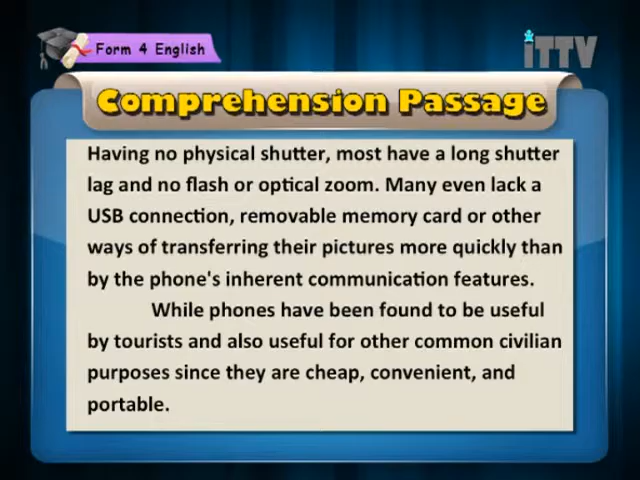 Form 4 English
iTTV
Comprehension Passage
Having no physical shutter, most have a long shutter
lag and no flash or optical zoom. Many even lack a
USB connection, removable memory card or other
ways of transferring their pictures more quickly than
by the phone's inherent communication features.
While phones have been found to be useful
by tourists and also useful for other common civilian
purposes since they are cheap, convenient, and
portable.